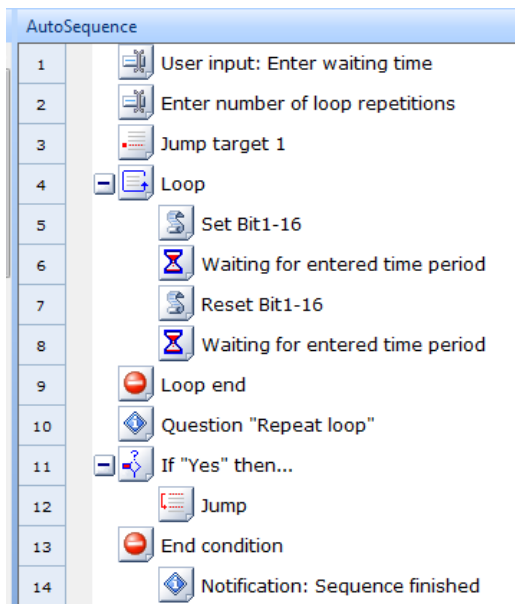 AutoSequence
1 User input: Enter waiting time
2 Enter number of loop repetitions
3 Jump target 1
4 Loop
5 Set Bit1-16
6 Waiting for entered time period
7 Reset Bit1-16
8 Waiting for entered time period
9 Loop end
10 Question "Repeat loop"
11 If "Yes" then...
12 Jump
13 End condition
14 Notification: Sequence finished